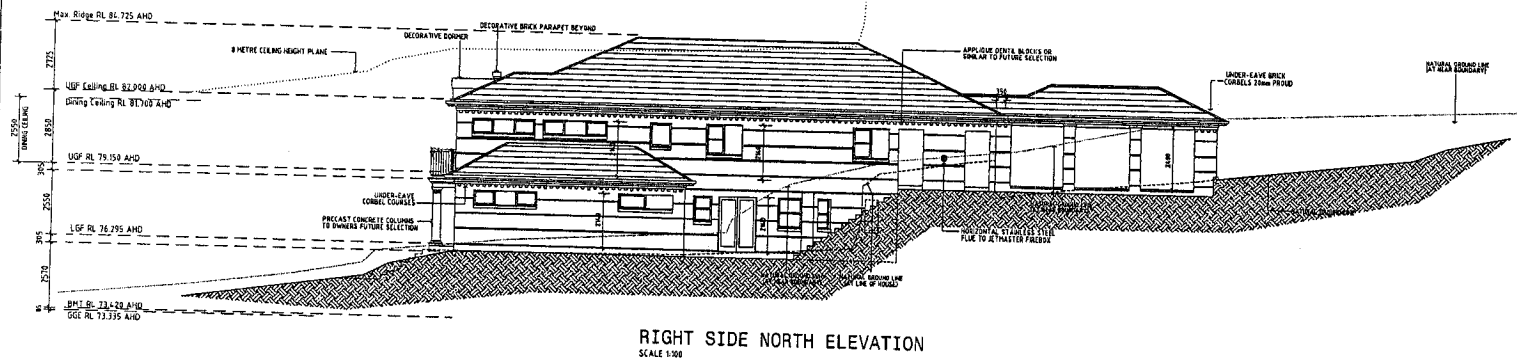 Max. Ridge RL 84.725 AHD
DECORATIVE BRICK PARAPET BEYOND
DECORATIVE DORMER
8 METRE CEILING HEIGHT PLANE
APPLIQUE DENTIL BLOCKS OR
SIMILAR TO FUTURE SELECTION
NATURAL GROUND LINE
(AT NEAR BOUNDARY)
UNDER-EAVE BRICK
CORBELS 20mm PROUD
2725
UGF Ceiling RL 82.000 AHD
Dining Ceiling RL 81.700 AHD
350
DINING CEILING
2550
2850
UGF RL 79.150 AHD
305
UNDER-EAVE
CORBEL COURSES
2550
PRECAST CONCRETE COLUMNS
TO OWNERS FUTURE SELECTION
LGF RL 76.295 AHD
305
HORIZONTAL STAINLESS STEEL
FLUE TO JETMASTER FIREBOX
2570
NATURAL GROUND LINE
(AT LINE OF HOUSE)
BMT RL 73.420 AHD
GGE RL 73.335 AHD
RIGHT SIDE NORTH ELEVATION
SCALE 1:100